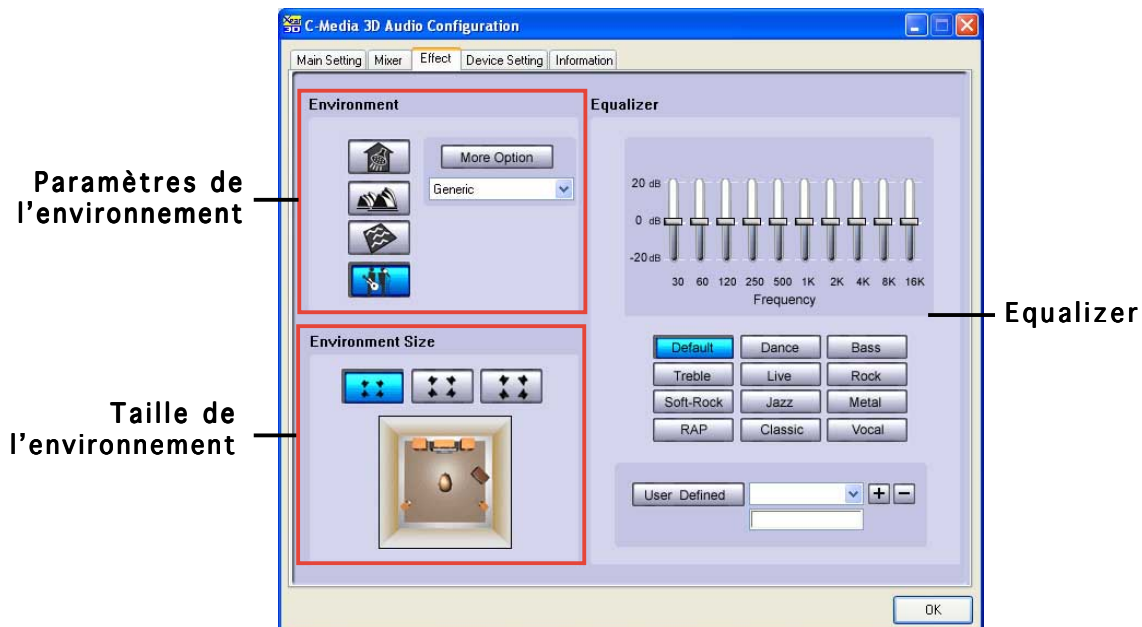 Xear
3D
C-Media 3D Audio Configuration
Main Setting Mixer Effect Device Setting Information
Environment
More Option
Generic
Paramètres de
l'environnement
Environment Size
Taille de
l'environnement
Equalizer
20 dB
0 dB
-20 dB
30 60 120 250 500 1K 2K 4K 8K 16K
Frequency
Equalizer
Default Dance Bass
Treble Live Rock
Soft-Rock Jazz Metal
RAP Classic Vocal
User Defined
OK